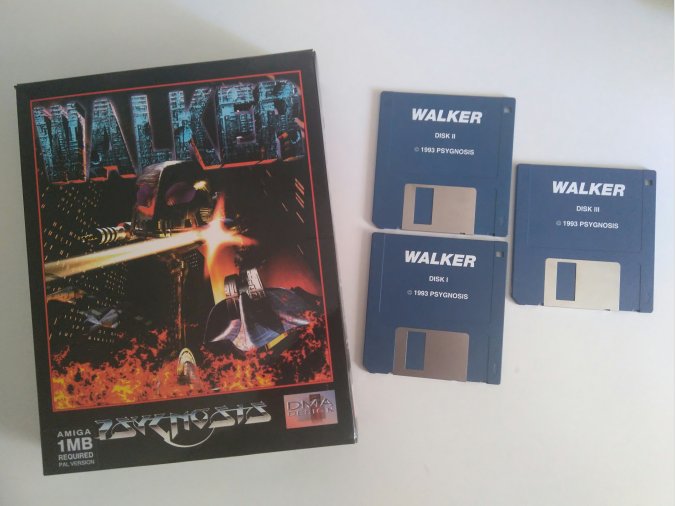 WALKER
AMIGA
1MB
REQUIRED
PAL VERSION
PSYGNOSIS
DMA
DESIGN
WALKER
DISK II
© 1993 PSYGNOSIS
WALKER
DISK III
© 1993 PSYGNOSIS
WALKER
DISK I
© 1993 PSYGNOSIS